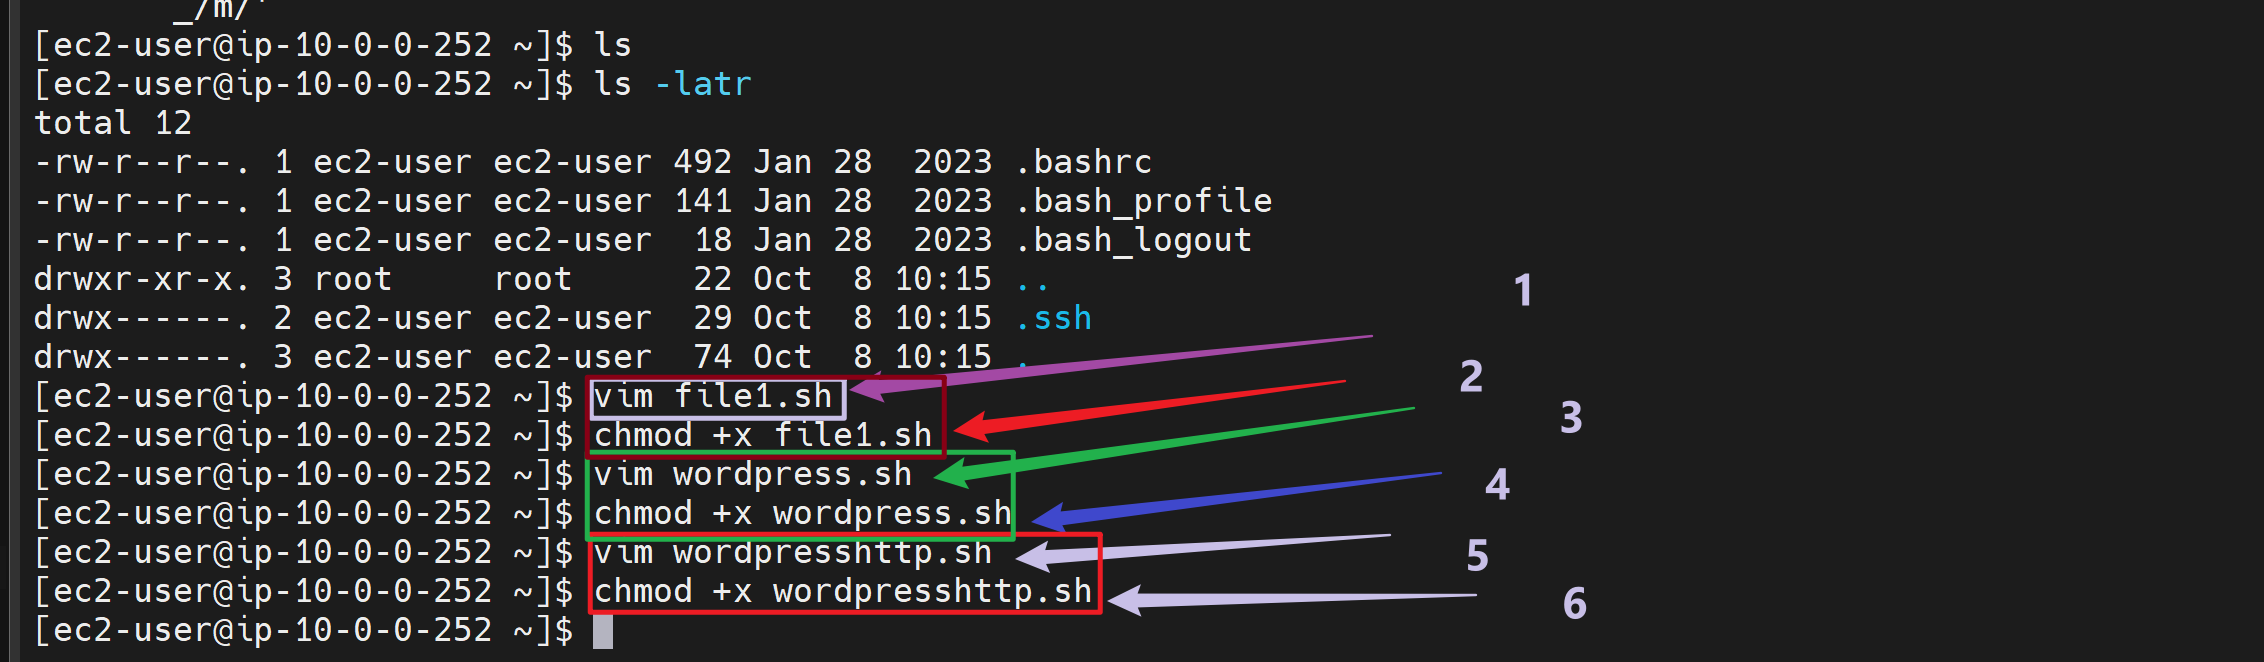 _/m/'
[ec2-user@ip-10-0-0-252 ~]$ ls
[ec2-user@ip-10-0-0-252 ~]$ ls -latr
total 12
-rw-r--r--. 1 ec2-user ec2-user 492 Jan 28  2023 .bashrc
-rw-r--r--. 1 ec2-user ec2-user 141 Jan 28  2023 .bash_profile
-rw-r--r--. 1 ec2-user ec2-user  18 Jan 28  2023 .bash_logout
drwxr-xr-x. 3 root     root      22 Oct  8 10:15 ..
1
drwx------. 2 ec2-user ec2-user  29 Oct  8 10:15 .ssh
drwx------. 3 ec2-user ec2-user  74 Oct  8 10:15 .
2
[ec2-user@ip-10-0-0-252 ~]$ vim file1.sh
3
[ec2-user@ip-10-0-0-252 ~]$ chmod +x file1.sh
[ec2-user@ip-10-0-0-252 ~]$ vim wordpress.sh
4
[ec2-user@ip-10-0-0-252 ~]$ chmod +x wordpress.sh
[ec2-user@ip-10-0-0-252 ~]$ vim wordpresshttp.sh
5
[ec2-user@ip-10-0-0-252 ~]$ chmod +x wordpresshttp.sh
6
[ec2-user@ip-10-0-0-252 ~]$